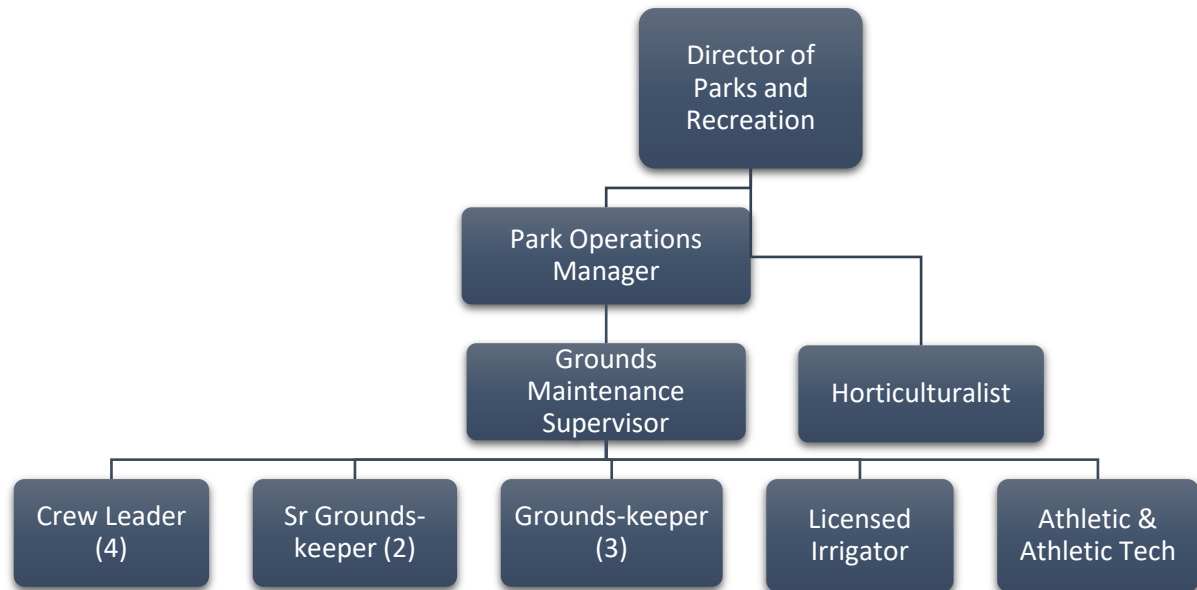 Director of
Parks and
Recreation
Park Operations
Manager
Grounds
Maintenance
Supervisor
Horticulturalist
Crew Leader
(4)
Sr Grounds-
keeper (2)
Grounds-keeper
(3)
Licensed
Irrigator
Athletic &
Athletic Tech